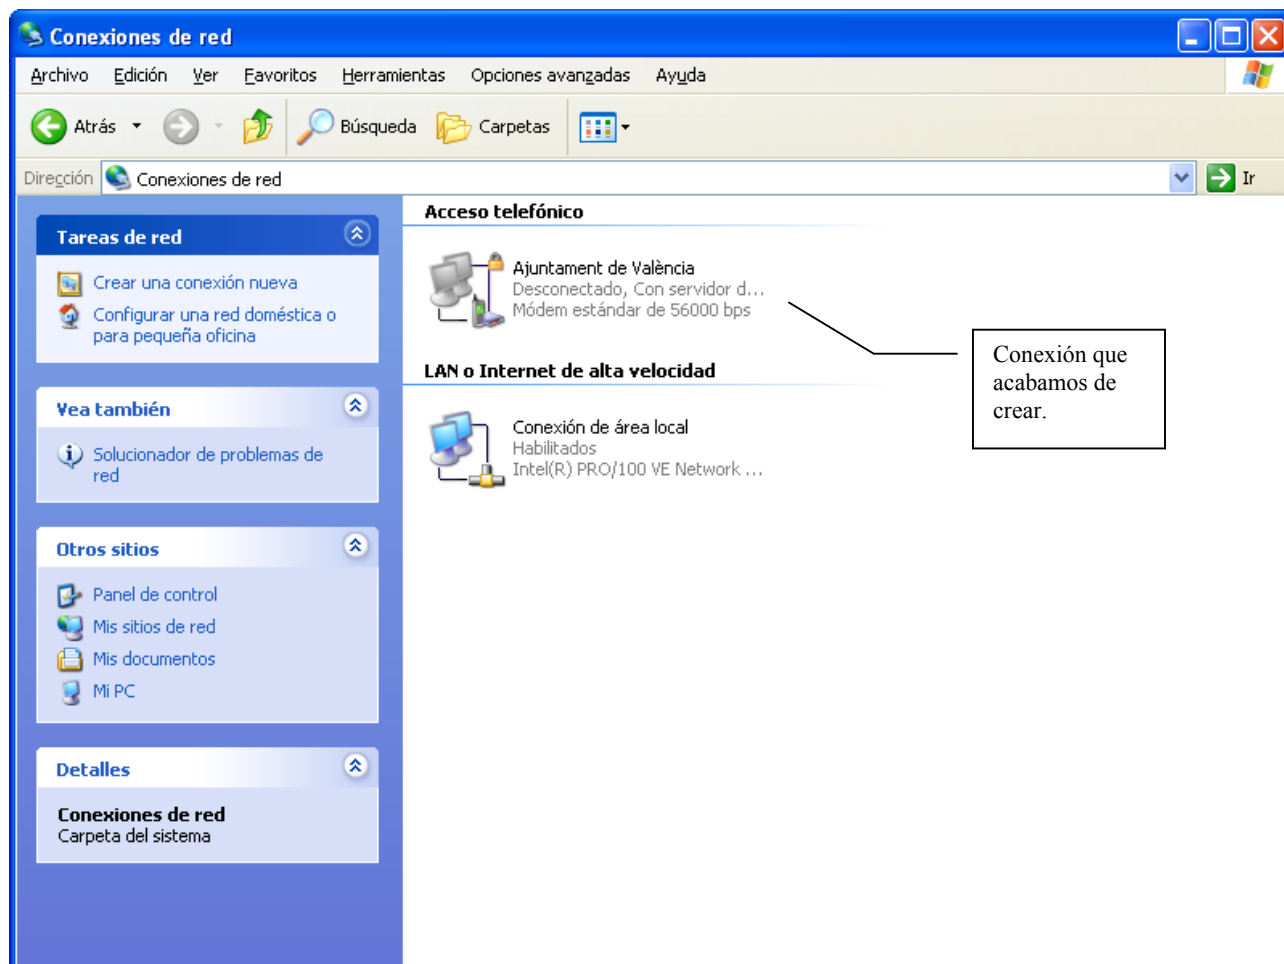 Conexiones de red
Archivo Edición Ver Favoritos Herramientas Opciones avanzadas Ayuda
Atrás Búsqueda Carpetas
Dirección Conexiones de red Ir
Tareas de red
Crear una conexión nueva
Configurar una red doméstica o
para pequeña oficina
Vea también
Solucionador de problemas de
red
Otros sitios
Panel de control
Mis sitios de red
Mis documentos
Mi PC
Detalles
Conexiones de red
Carpeta del sistema
Acceso telefónico
Ajuntament de València
Desconectado, Con servidor d...
Módem estándar de 56000 bps
LAN o Internet de alta velocidad
Conexión de área local
Habilitados
Intel(R) PRO/100 VE Network ...
Conexión que
acabamos de
crear.